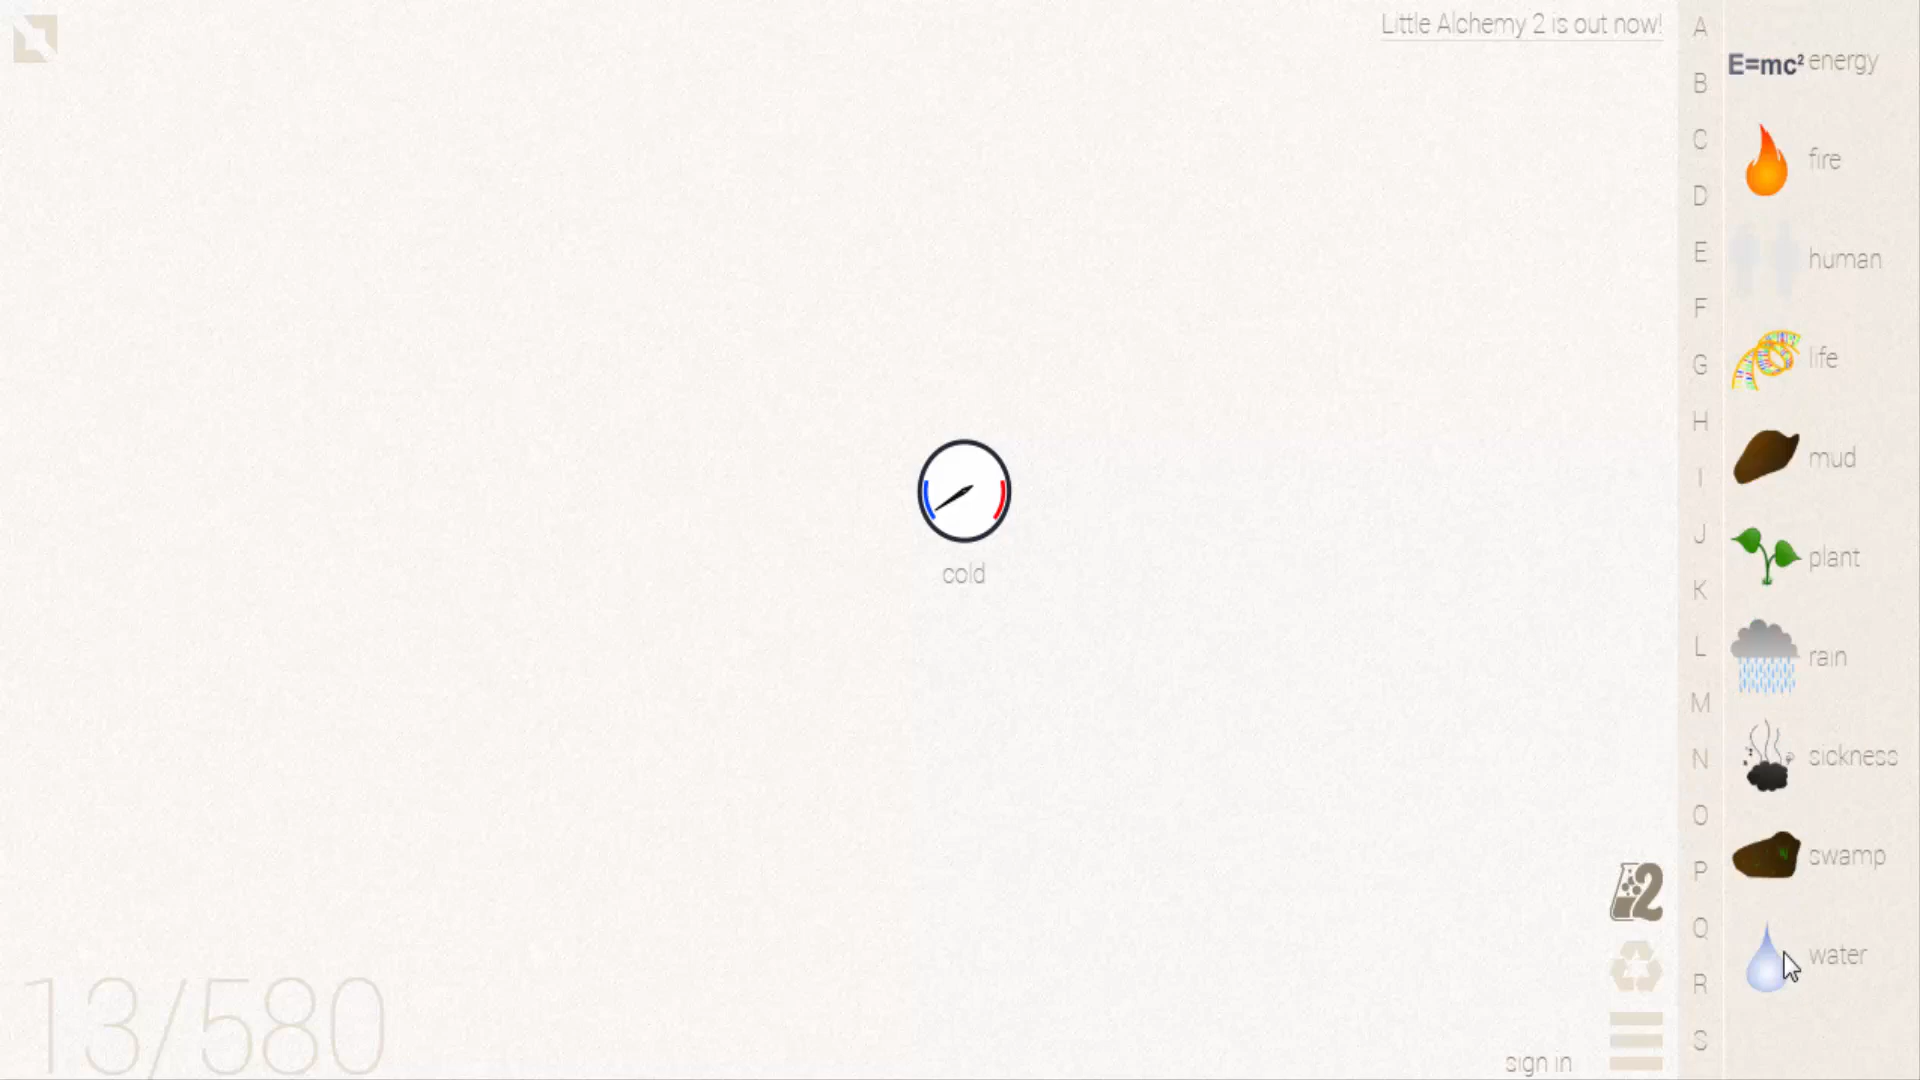 Little Alchemy 2 is out now!
A
B
C
D
E
F
G
H
I
J
K
L
M
N
O
P
Q
R
S
E=mc² energy
fire
human
life
mud
plant
rain
sickness
swamp
water
cold
2
13/580
sign in